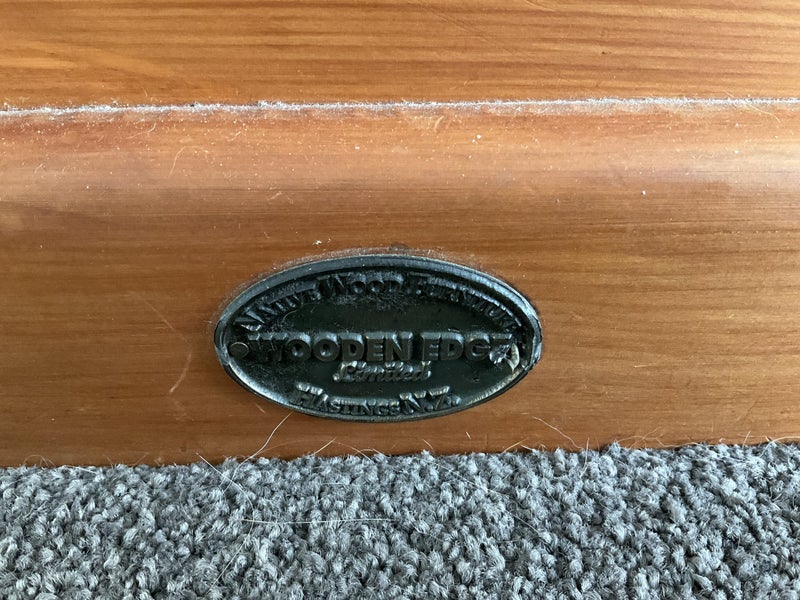 NATIVE WOOD FURNITURE
WOODEN EDGE
Limited
HASTINGS N.Z.